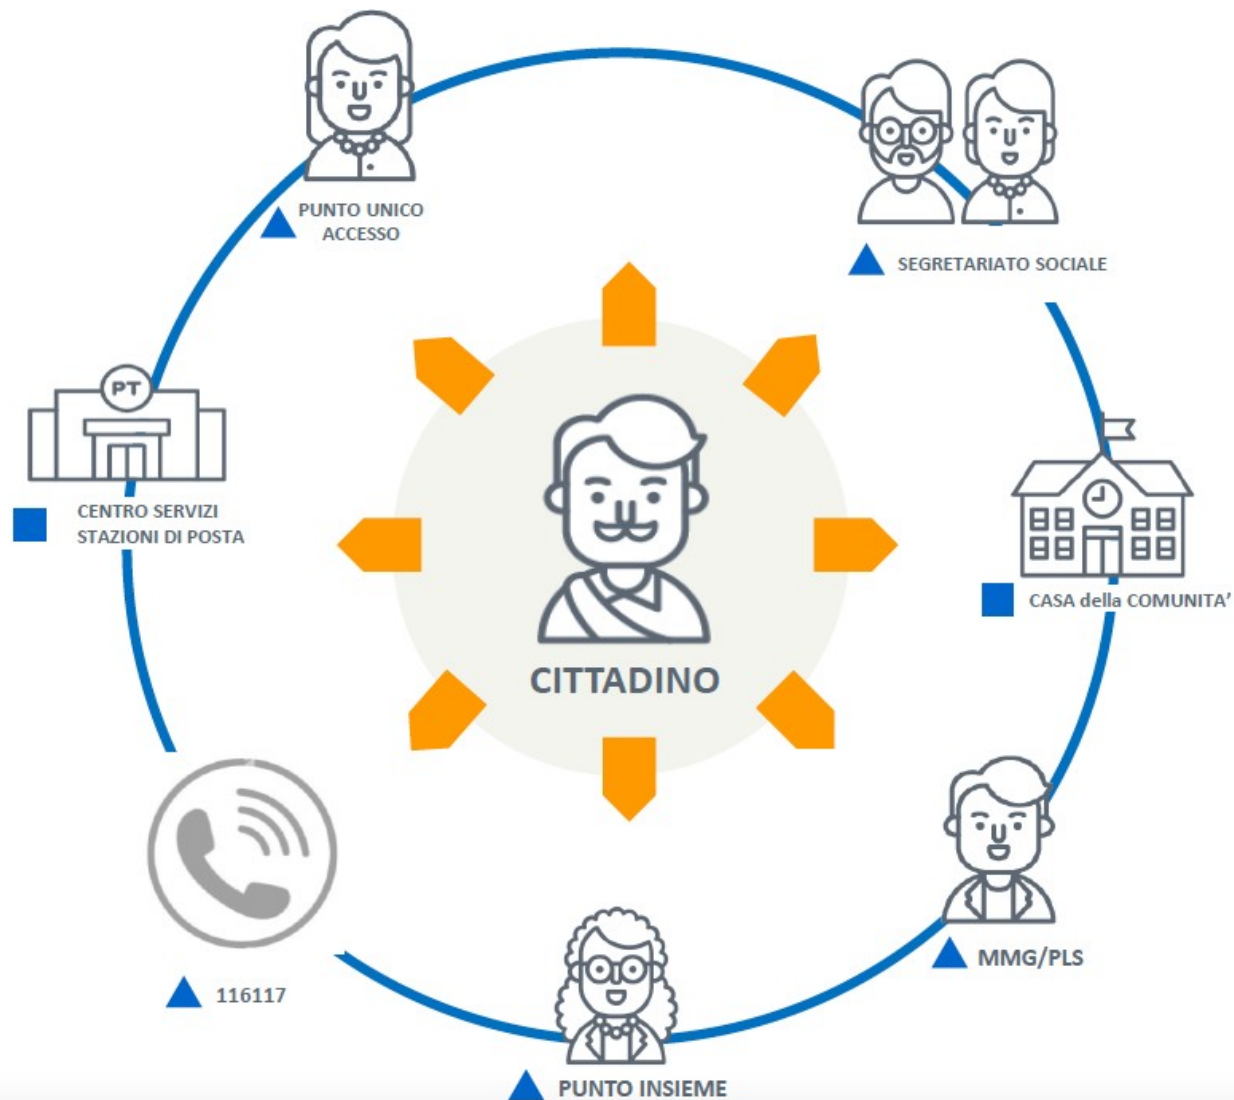 PUNTO UNICO
ACCESSO
SEGRETARIATO SOCIALE
PT
CENTRO SERVIZI
STAZIONI DI POSTA
CASA della COMUNITA'
CITTADINO
MMG/PLS
116117
PUNTO INSIEME